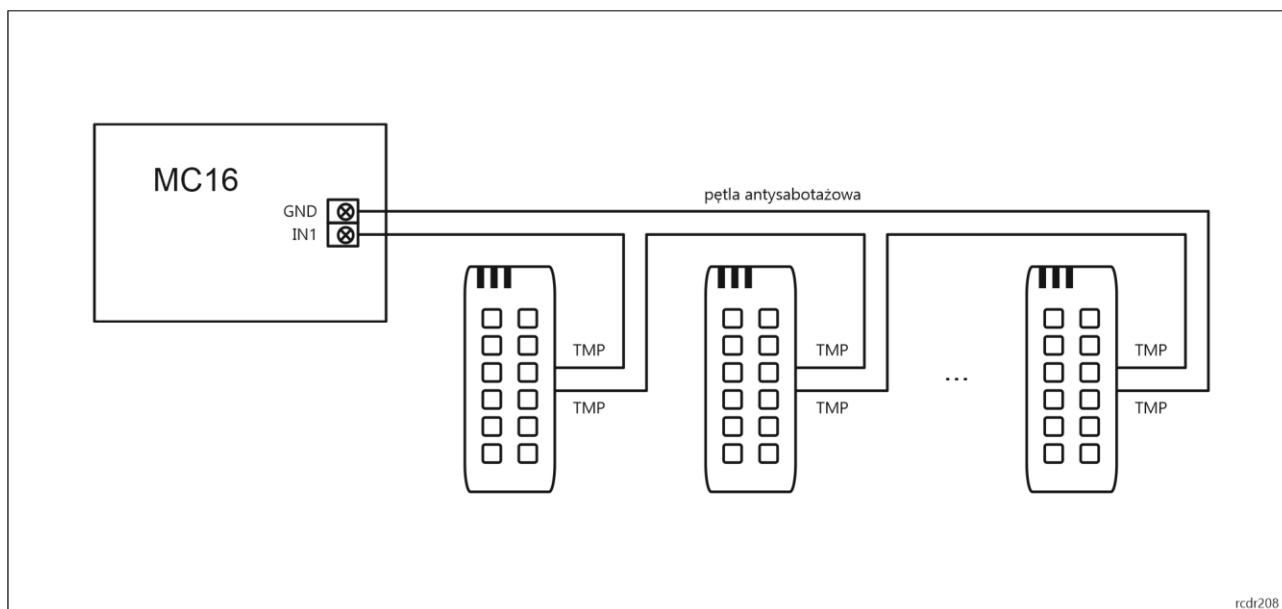 MC16
GND
IN1
pętla antysabotażowa
TMP
TMP
TMP
TMP
TMP
TMP
...
rcdr208